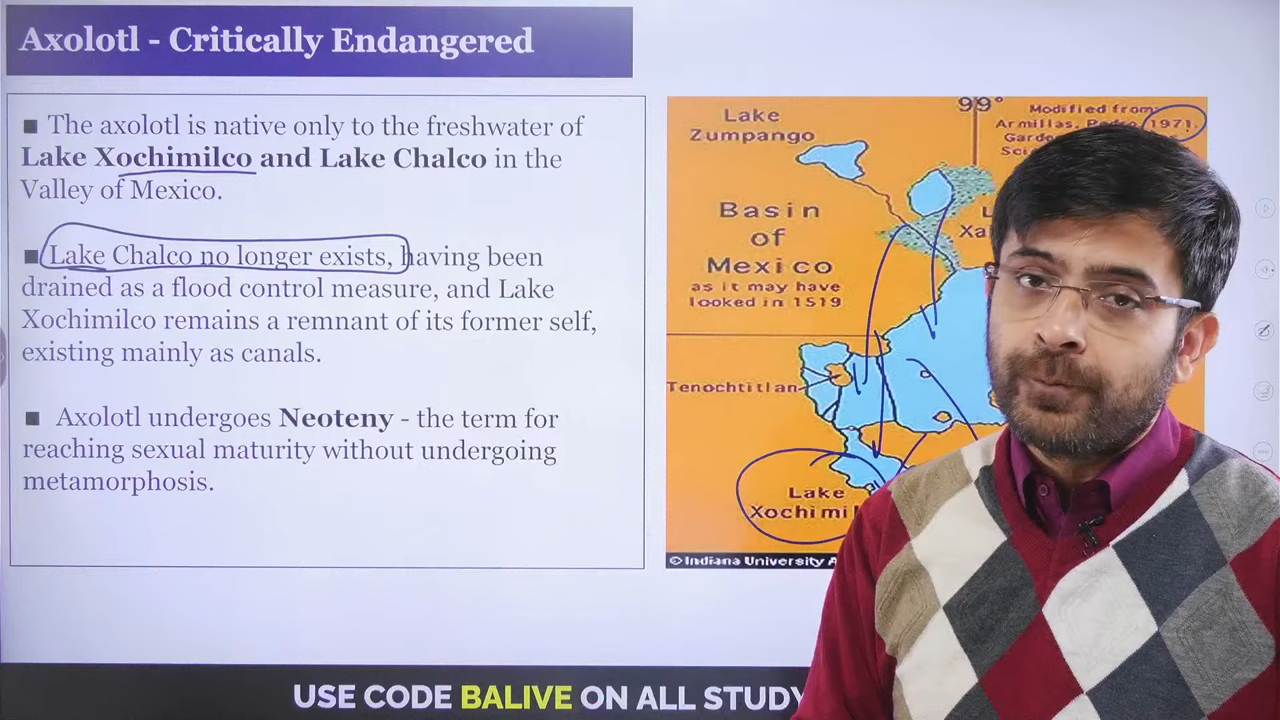 Axolotl - Critically Endangered
■ The axolotl is native only to the freshwater of
Lake Xochimilco and Lake Chalco in the
Valley of Mexico.
■ Lake Chalco no longer exists, having been
drained as a flood control measure, and Lake
Xochimilco remains a remnant of its former self,
existing mainly as canals.
■ Axolotl undergoes Neoteny - the term for
reaching sexual maturity without undergoing
metamorphosis.
99°
Modified from:
Armillas, Pedro 1971.
Lake
Zumpango
Basin
of
Mexico
as it may have
looked in 1519
Tenochtitlan
Lake
© Indiana University
USE CODE BALIVE ON ALL